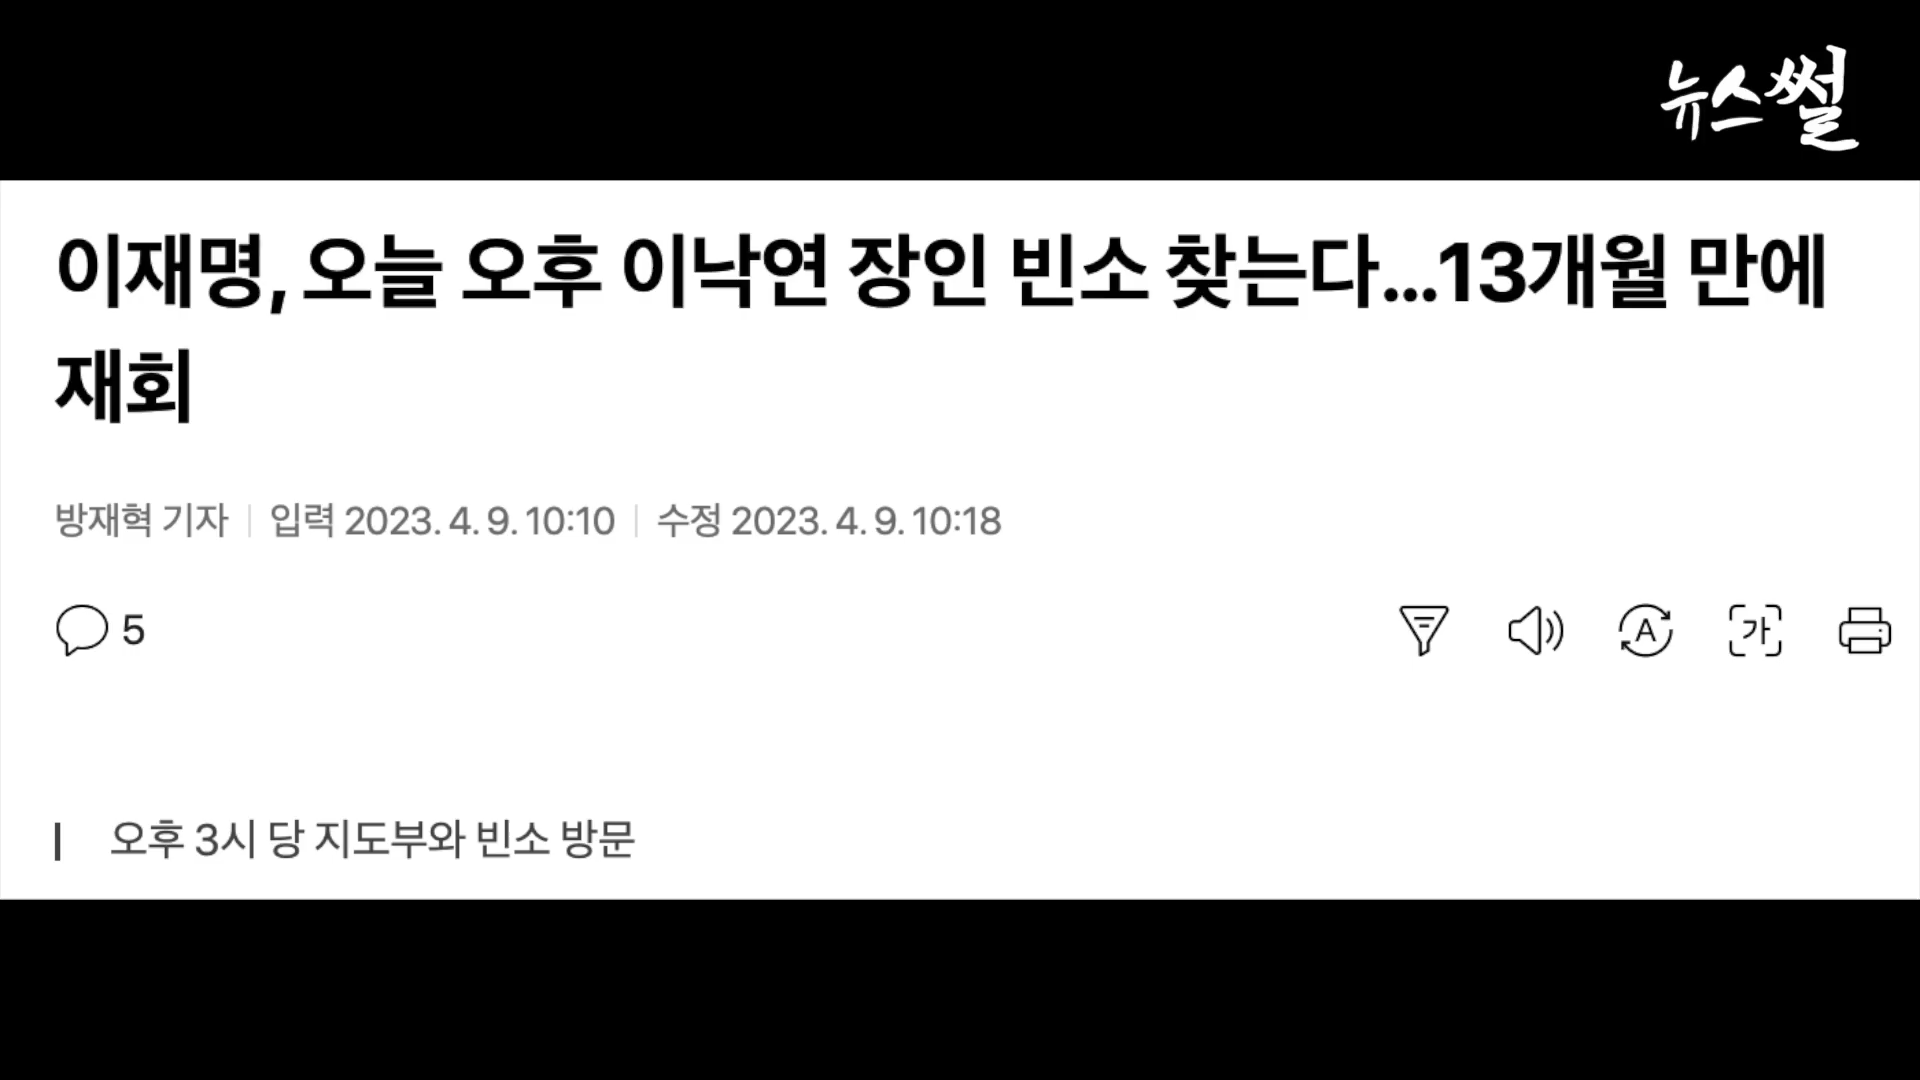 뉴스썰
이재명, 오늘 오후 이낙연 장인 빈소 찾는다...13개월 만에
재회
방재혁 기자 | 입력 2023. 4. 9. 10:10 | 수정 2023. 4. 9. 10:18
5
A
가
오후 3시 당 지도부와 빈소 방문